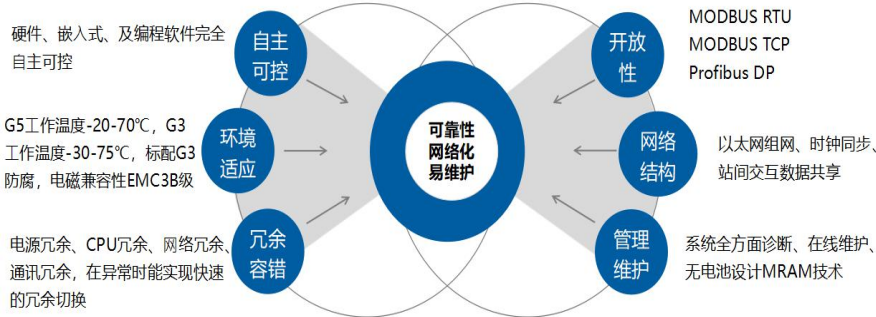 硬件、嵌入式、及编程软件完全
自主可控
自主
可控
G5工作温度-20-70℃，G3
工作温度-30-75℃，标配G3
防腐，电磁兼容性EMC3B级
环境
适应
电源冗余、CPU冗余、网络冗余、
通讯冗余，在异常时能实现快速
的冗余切换
冗余
容错
可靠性
网络化
易维护
开放
性
MODBUS RTU
MODBUS TCP
Profibus DP
网络
结构
以太网组网、时钟同步、
站间交互数据共享
管理
维护
系统全方面诊断、在线维护、
无电池设计MRAM技术